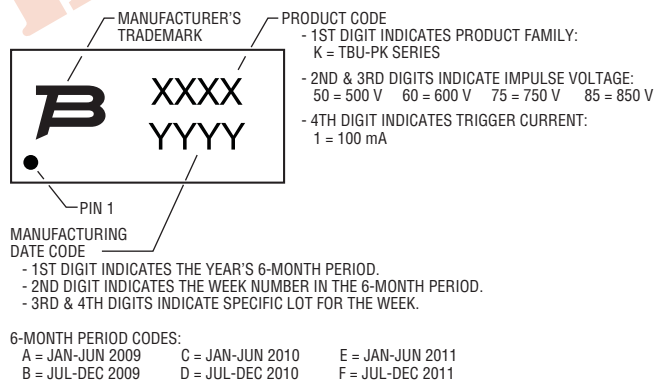 MANUFACTURER'S
TRADEMARK
PRODUCT CODE
- 1ST DIGIT INDICATES PRODUCT FAMILY:
K = TBU-PK SERIES
- 2ND & 3RD DIGITS INDICATE IMPULSE VOLTAGE:
50 = 500 V 60 = 600 V 75 = 750 V 85 = 850 V
- 4TH DIGIT INDICATES TRIGGER CURRENT:
1 = 100 mA
XXXX
YYYY
PIN 1
MANUFACTURING
DATE CODE
- 1ST DIGIT INDICATES THE YEAR'S 6-MONTH PERIOD.
- 2ND DIGIT INDICATES THE WEEK NUMBER IN THE 6-MONTH PERIOD.
- 3RD & 4TH DIGITS INDICATE SPECIFIC LOT FOR THE WEEK.
6-MONTH PERIOD CODES:
A = JAN-JUN 2009 C = JAN-JUN 2010 E = JAN-JUN 2011
B = JUL-DEC 2009 D = JUL-DEC 2010 F = JUL-DEC 2011